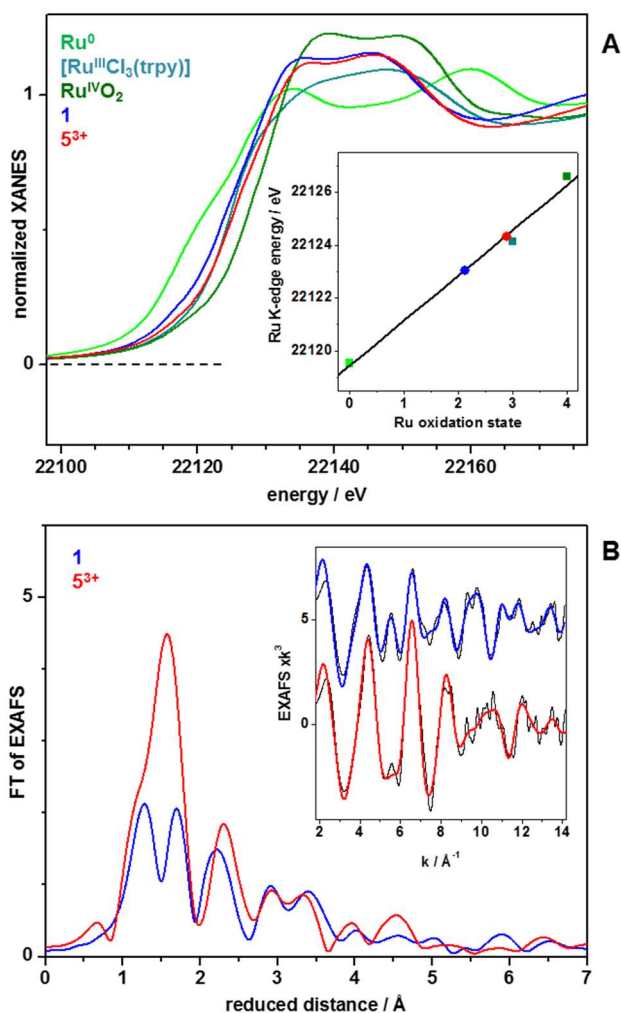 A
Ru⁰
[RuᴵᴵᴵCl₃(trpy)]
RuᴵⱽO₂
1
5³⁺
normalized XANES
1
0
22100
22120
22140
22160
energy / eV
Ru K-edge energy / eV
22126
22124
22122
22120
0
1
2
3
4
Ru oxidation state
B
1
5³⁺
FT of EXAFS
5
0
0
1
2
3
4
5
6
7
reduced distance / Å
EXAFS xk³
5
0
2
4
6
8
10
12
14
k / Å⁻¹